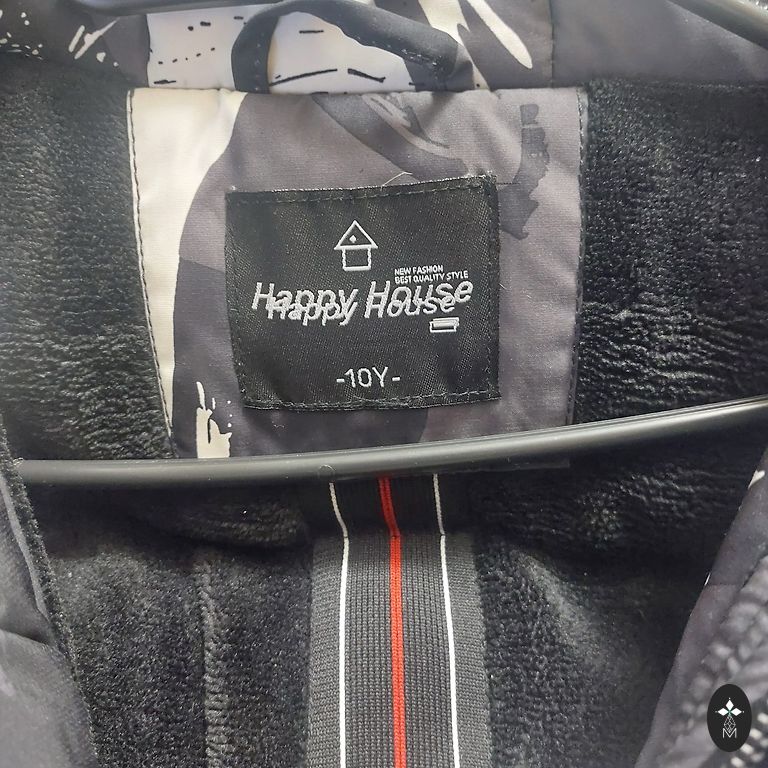 NEW FASHION
BEST QUALITY STYLE
Happy House
Happy House
-10Y-
M